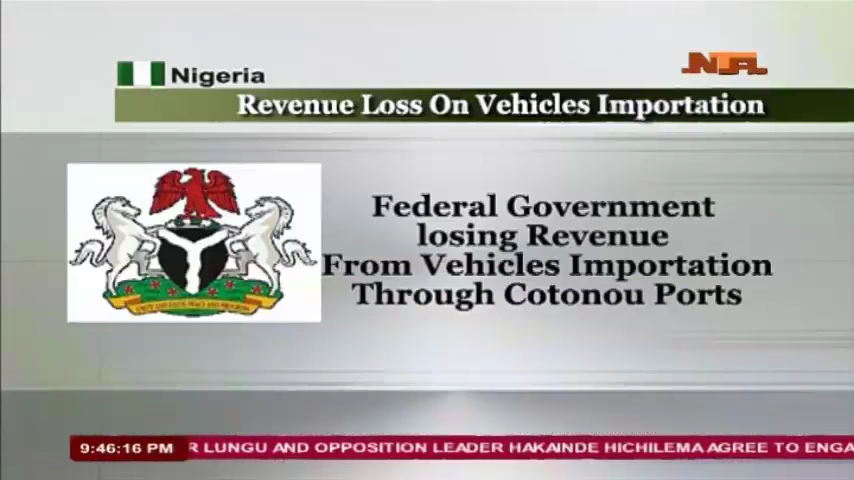 Nigeria
NTA
Revenue Loss On Vehicles Importation
Federal Government
losing Revenue
From Vehicles Importation
Through Cotonou Ports
9:46:16 PM
R LUNGU AND OPPOSITION LEADER HAKAINDE HICHILEMA AGREE TO ENGA